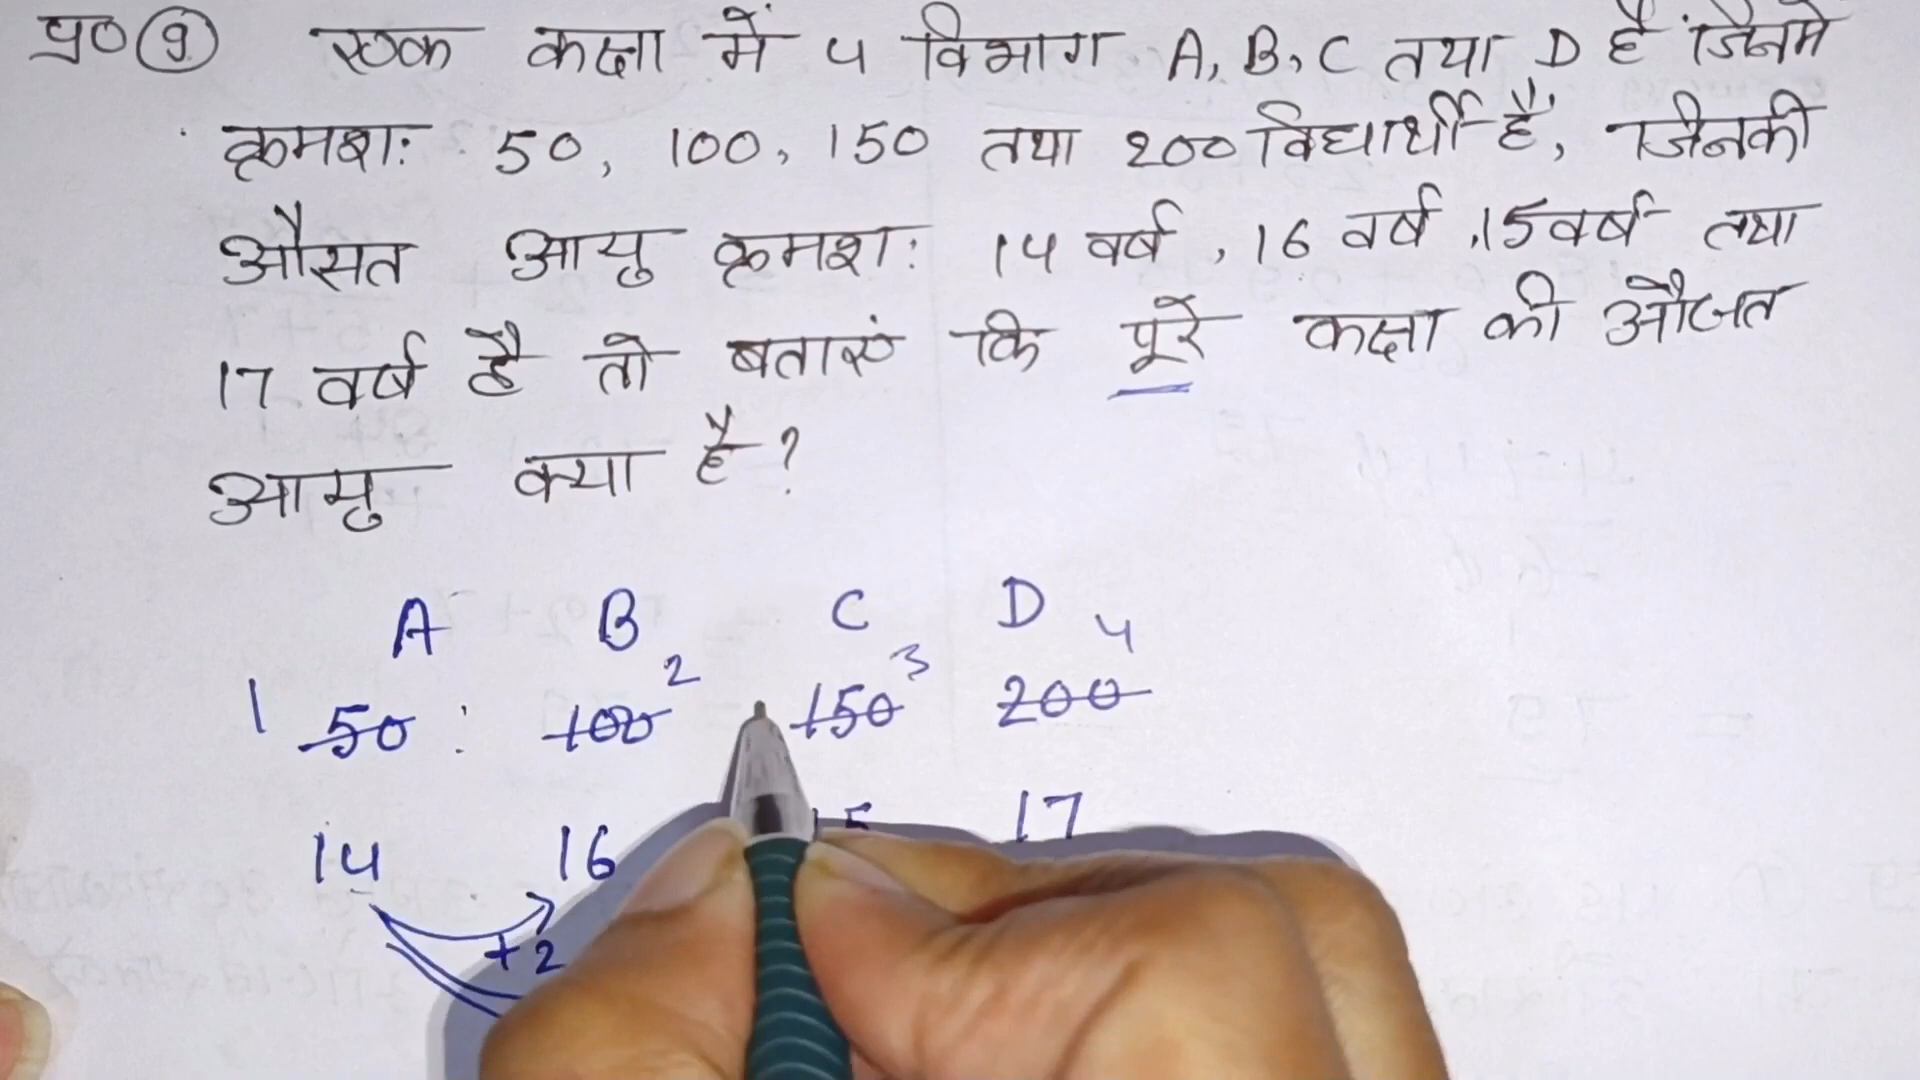 प्र० 9 एक कक्षा में 4 विभाग A, B, C तथा D है जिनमे
क्रमशः 50, 100, 150 तथा 200 विद्यार्थी है, जिनकी
औसत आयु क्रमशः 14 वर्ष, 16 वर्ष, 15 वर्ष तथा
17 वर्ष है तो बताएं कि पूरे कक्षा की औसत
आयु क्या है?
A B C D
1 2 3 4
50 : 100 150 200
14 16 15 17
+2